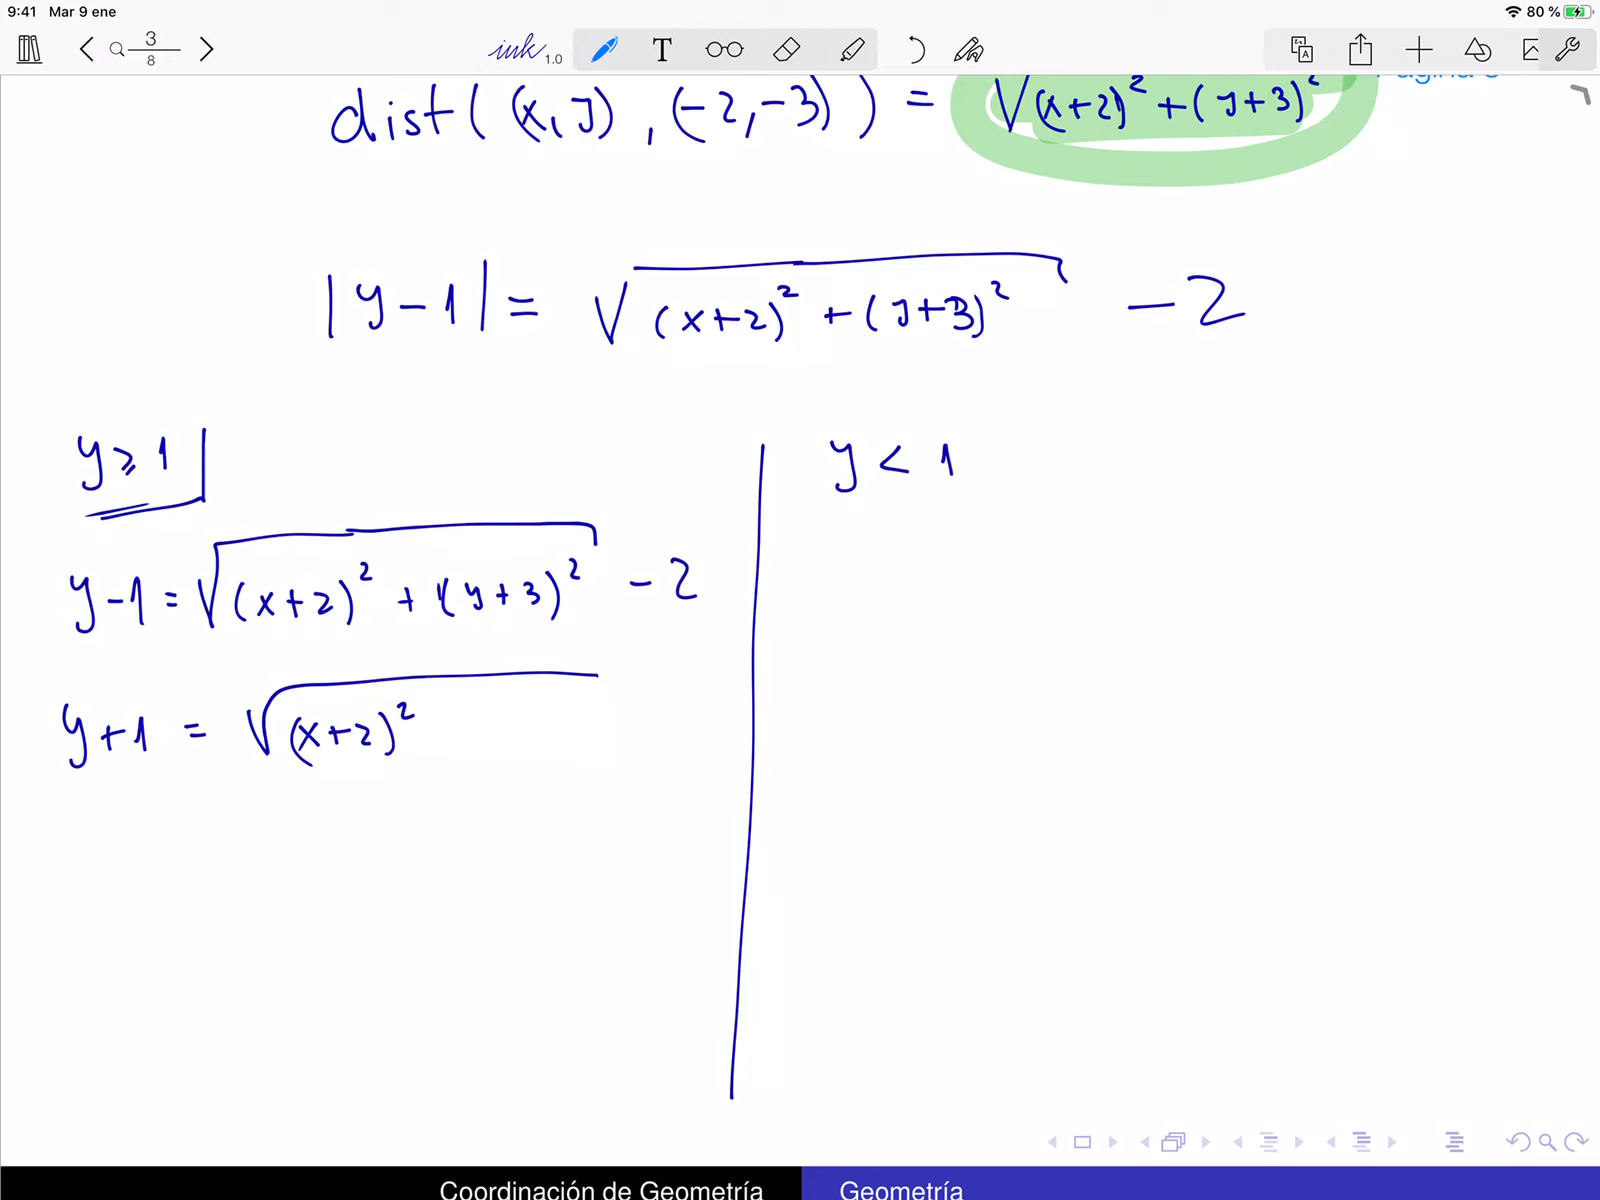 9:41 Mar 9 ene 80 %
3
8
ink 1.0 T
dist( (x,y) , (-2,-3) ) = √(x+2)² + (y+3)²
|y-1| = √(x+2)² + (y+3)² - 2
y ≥ 1
y < 1
y-1 = √(x+2)² + (y+3)² - 2
y+1 = √(x+2)²
Coordinación de Geometría Geometría